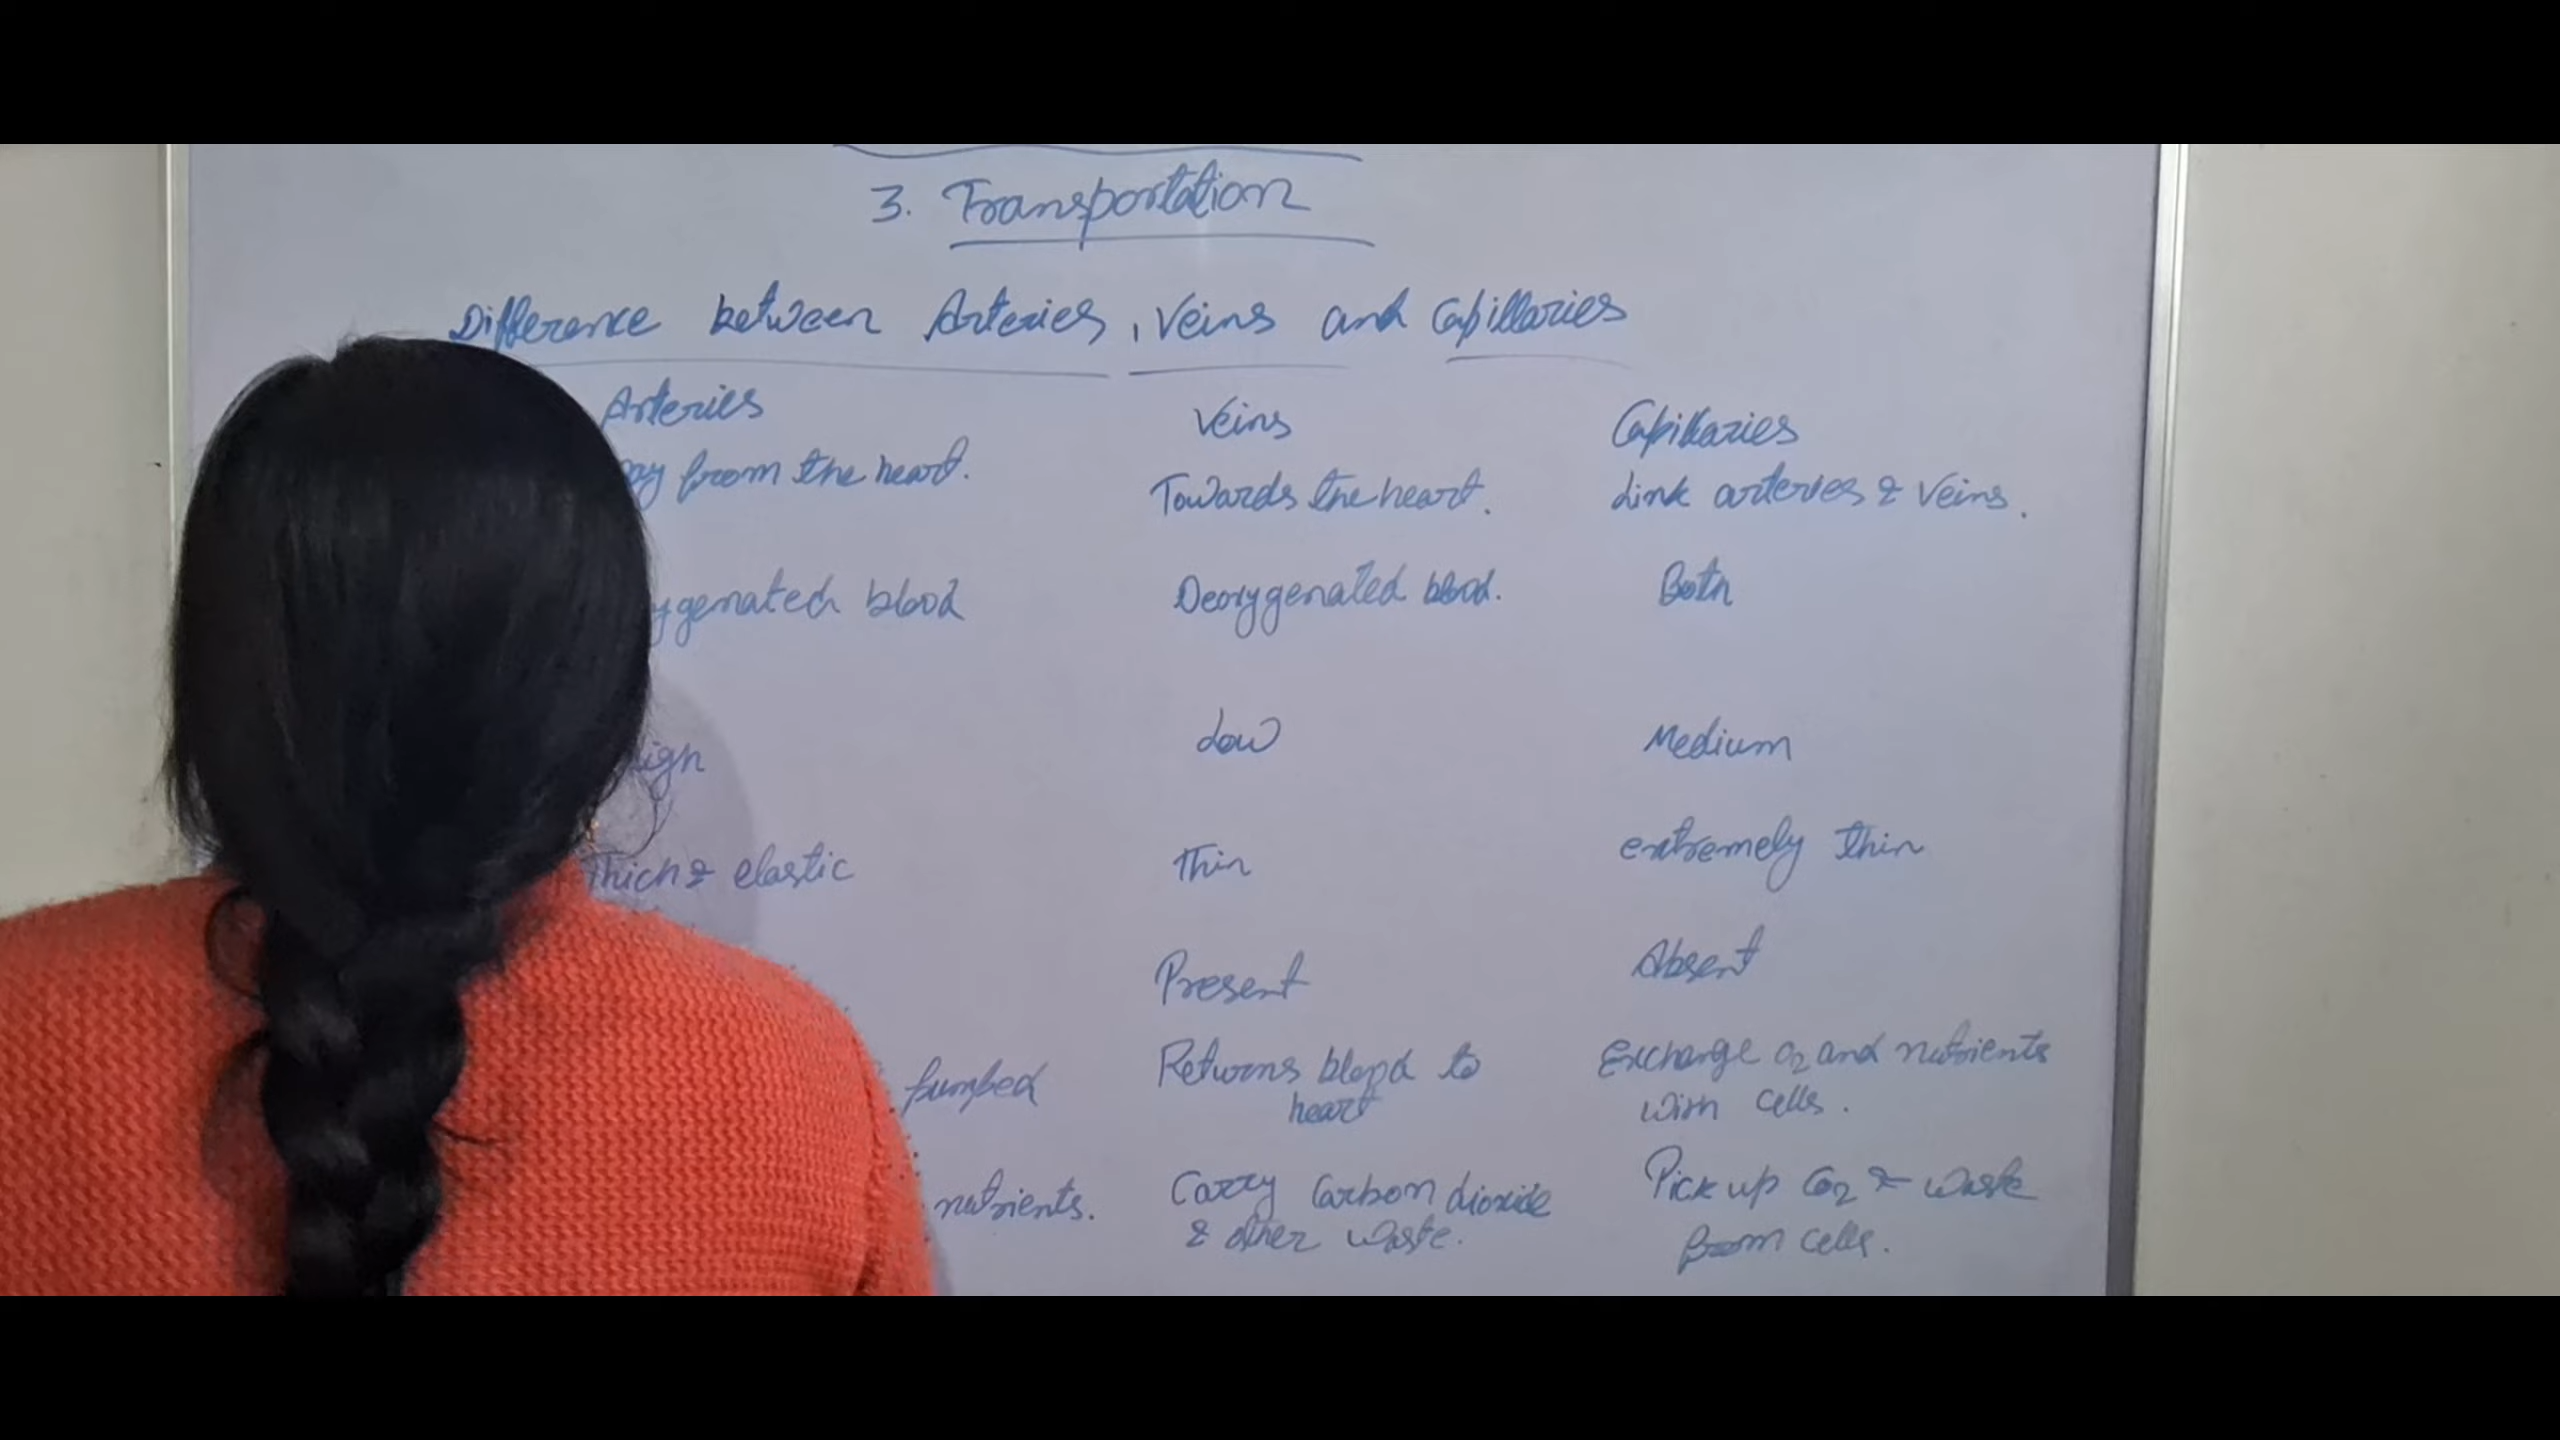 3. Transportation
Difference between Arteries, Veins and Capillaries
Arteries Veins Capillaries
from the heart. Towards the heart. Link arteries & Veins.
blood Deoxygenated blood. Both
Low Medium
Thick & elastic Thin extremely thin
Present Absent
pumped Returns blood to Exchange O2 and nutrients
heart with cells.
nutrients. Carry Carbon dioxide Pick up CO2 & waste
& other waste. from cells.